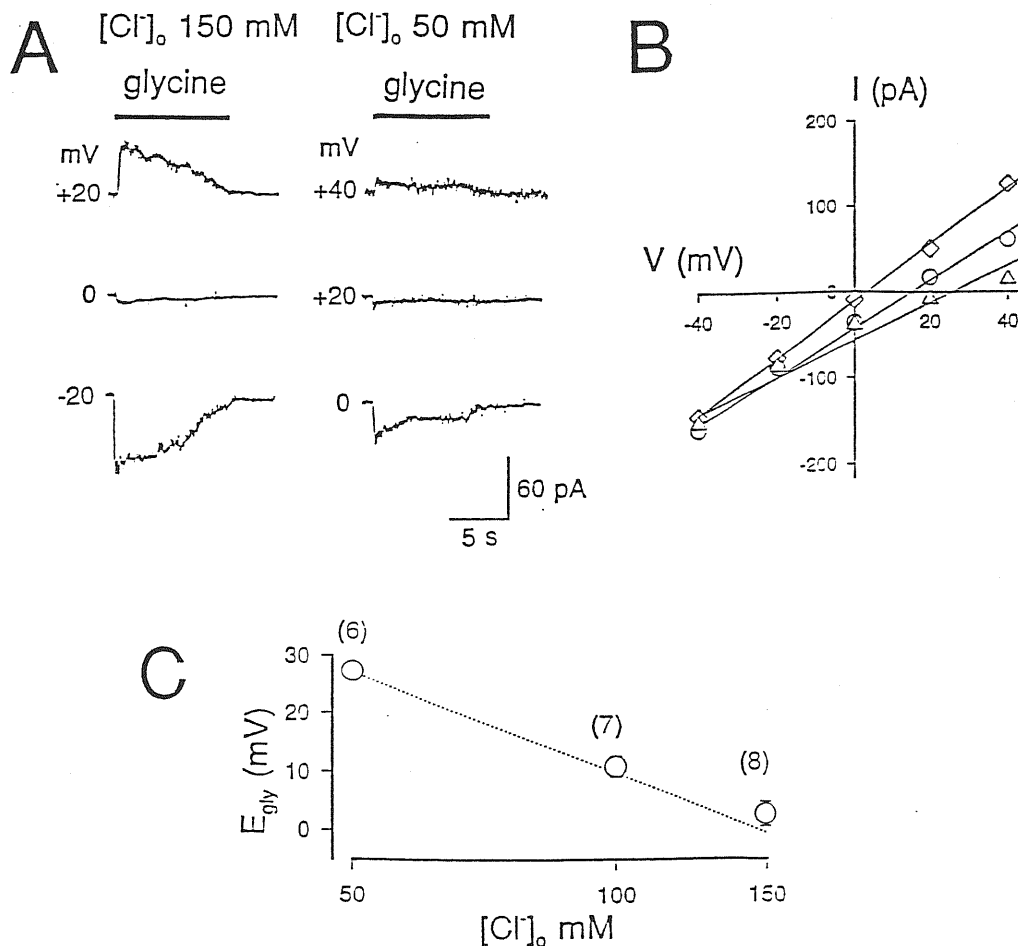 A
[Cl⁻]ₒ 150 mM
[Cl⁻]ₒ 50 mM
glycine
glycine
mV
+20
0
-20
mV
+40
+20
0
60 pA
5 s
B
I (pA)
200
100
0
-100
-200
V (mV)
-40
-20
20
40
C
E_gly (mV)
30
20
10
0
(6)
(7)
(8)
50
100
150
[Cl⁻]ₒ mM